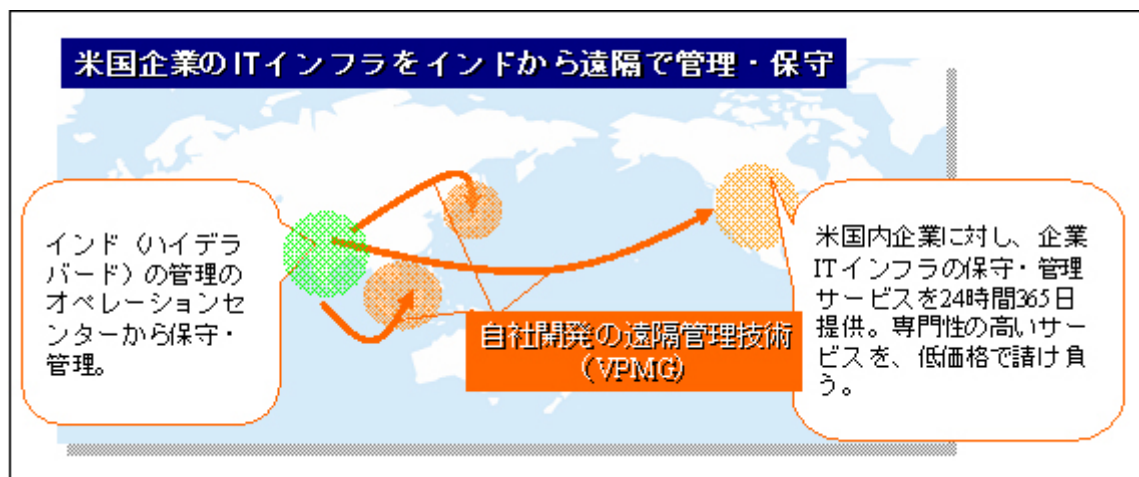 米国企業のITインフラをインドから遠隔で管理・保守
インド（ハイデラ
バード）の管理の
オペレーションセ
ンターから保守・
管理。
自社開発の遠隔管理技術
（VPMG）
米国内企業に対し、企業
ITインフラの保守・管理
サービスを24時間365日
提供。専門性の高いサー
ビスを、低価格で請け負
う。